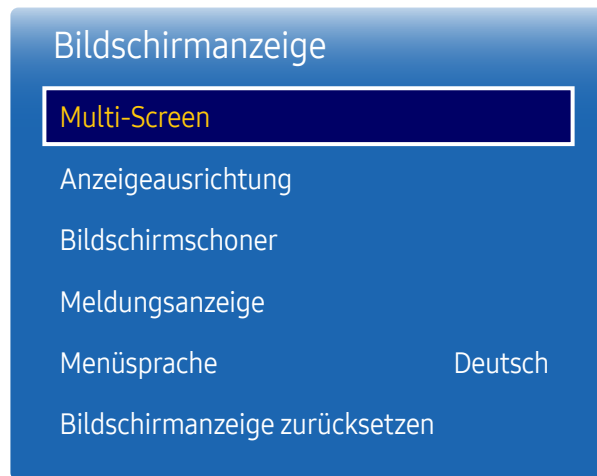 Bildschirmanzeige
Multi-Screen
Anzeigeausrichtung
Bildschirmschoner
Meldungsanzeige
Menüsprache Deutsch
Bildschirmanzeige zurücksetzen